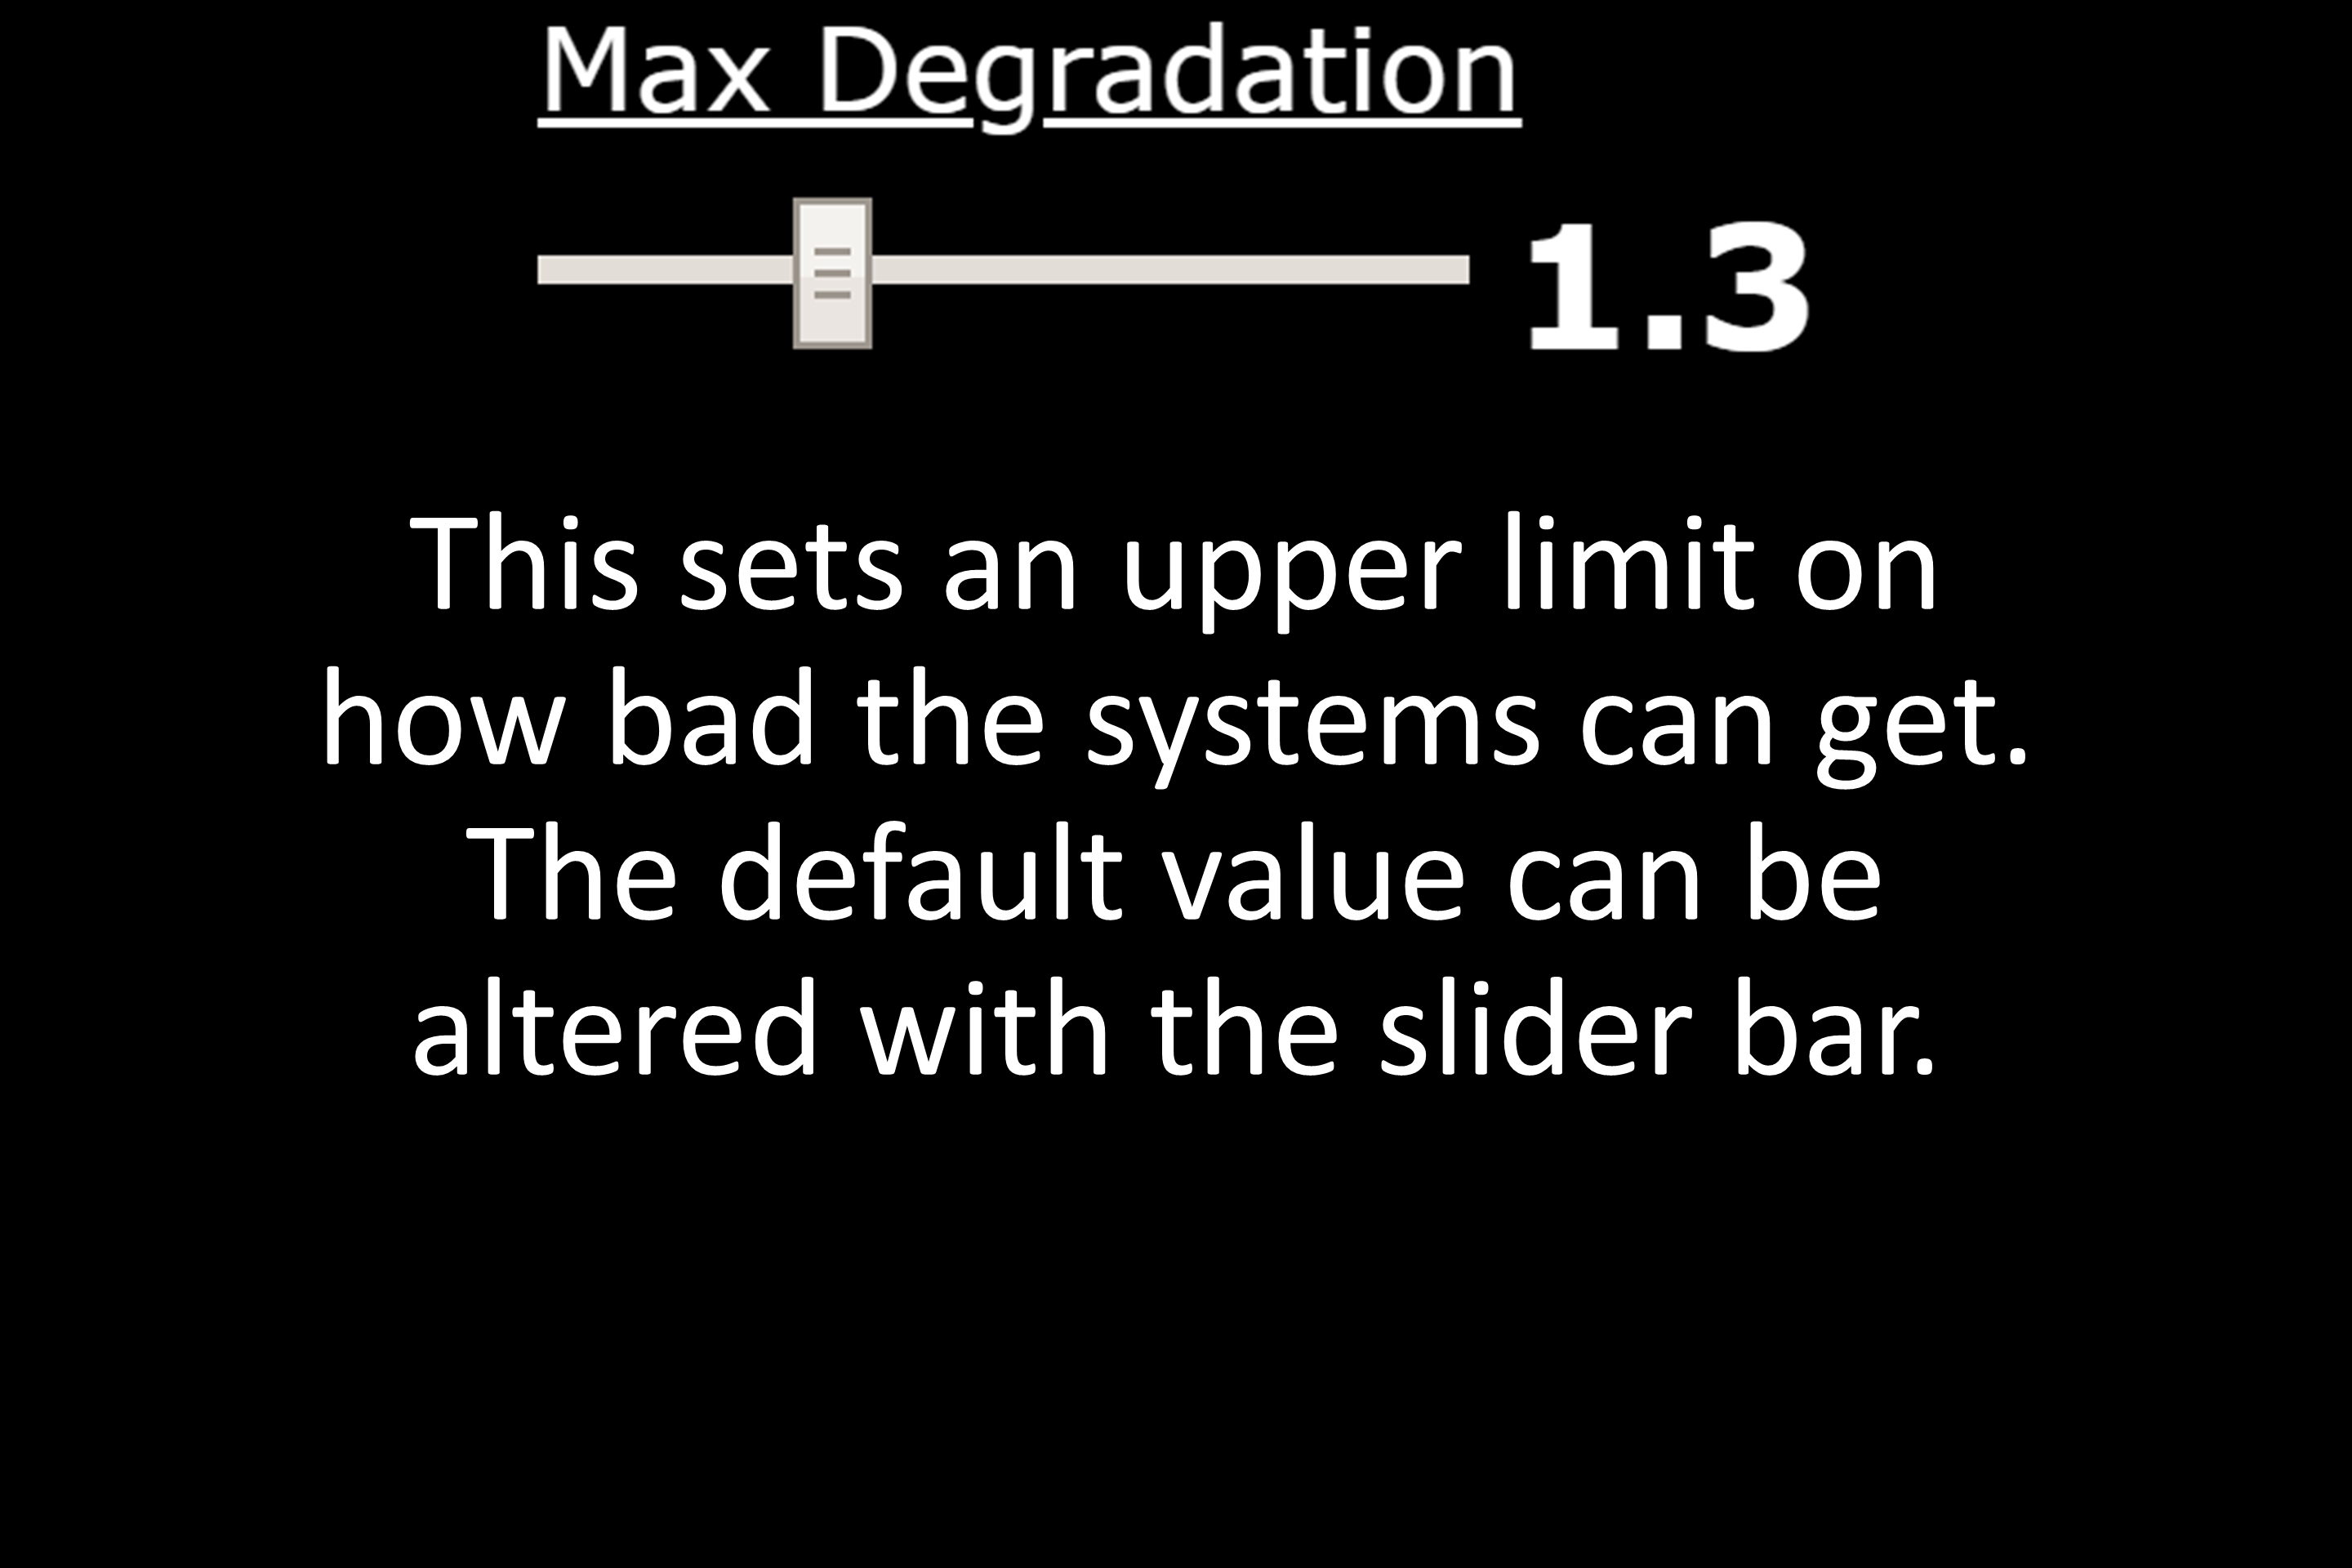 Max Degradation
1.3
This sets an upper limit on
how bad the systems can get.
The default value can be
altered with the slider bar.